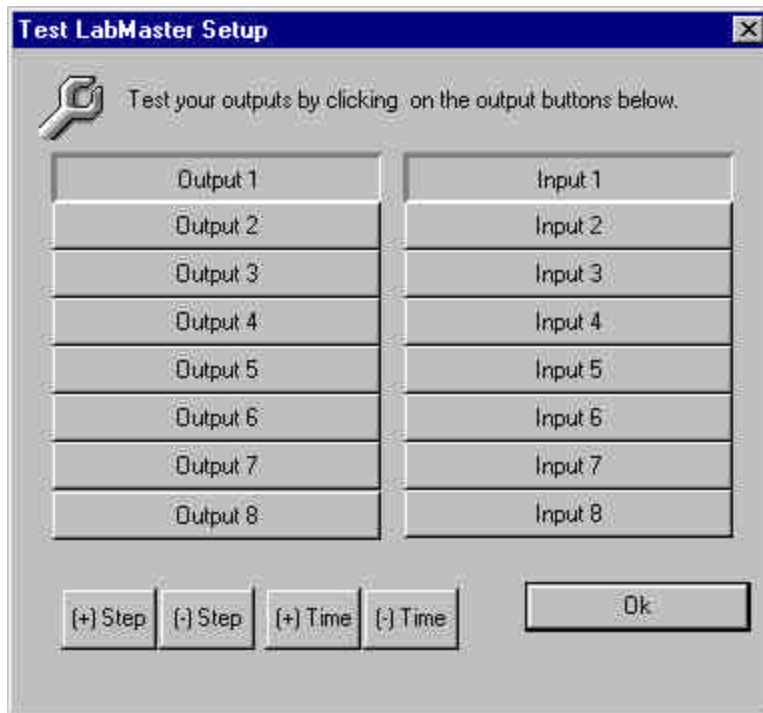 Test LabMaster Setup
Test your outputs by clicking on the output buttons below.
Output 1
Input 1
Output 2
Input 2
Output 3
Input 3
Output 4
Input 4
Output 5
Input 5
Output 6
Input 6
Output 7
Input 7
Output 8
Input 8
(+) Step
(-) Step
(+) Time
(-) Time
Ok